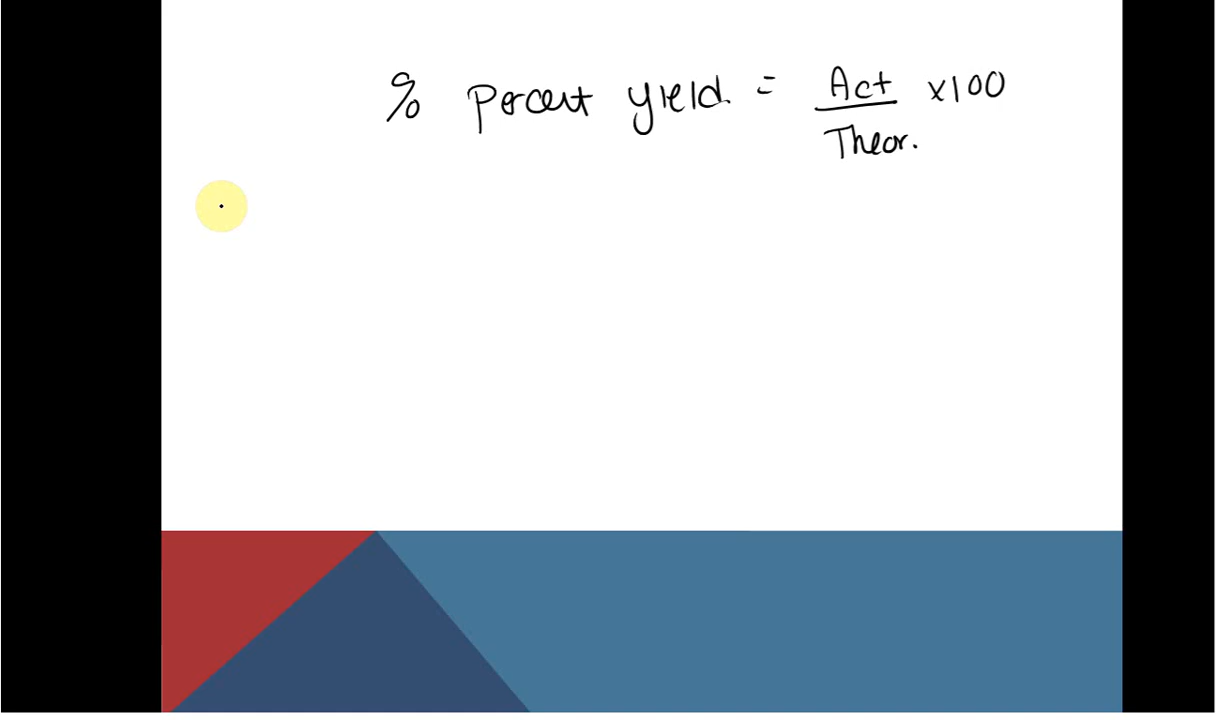 % Percent yield = Act / Theor. x100